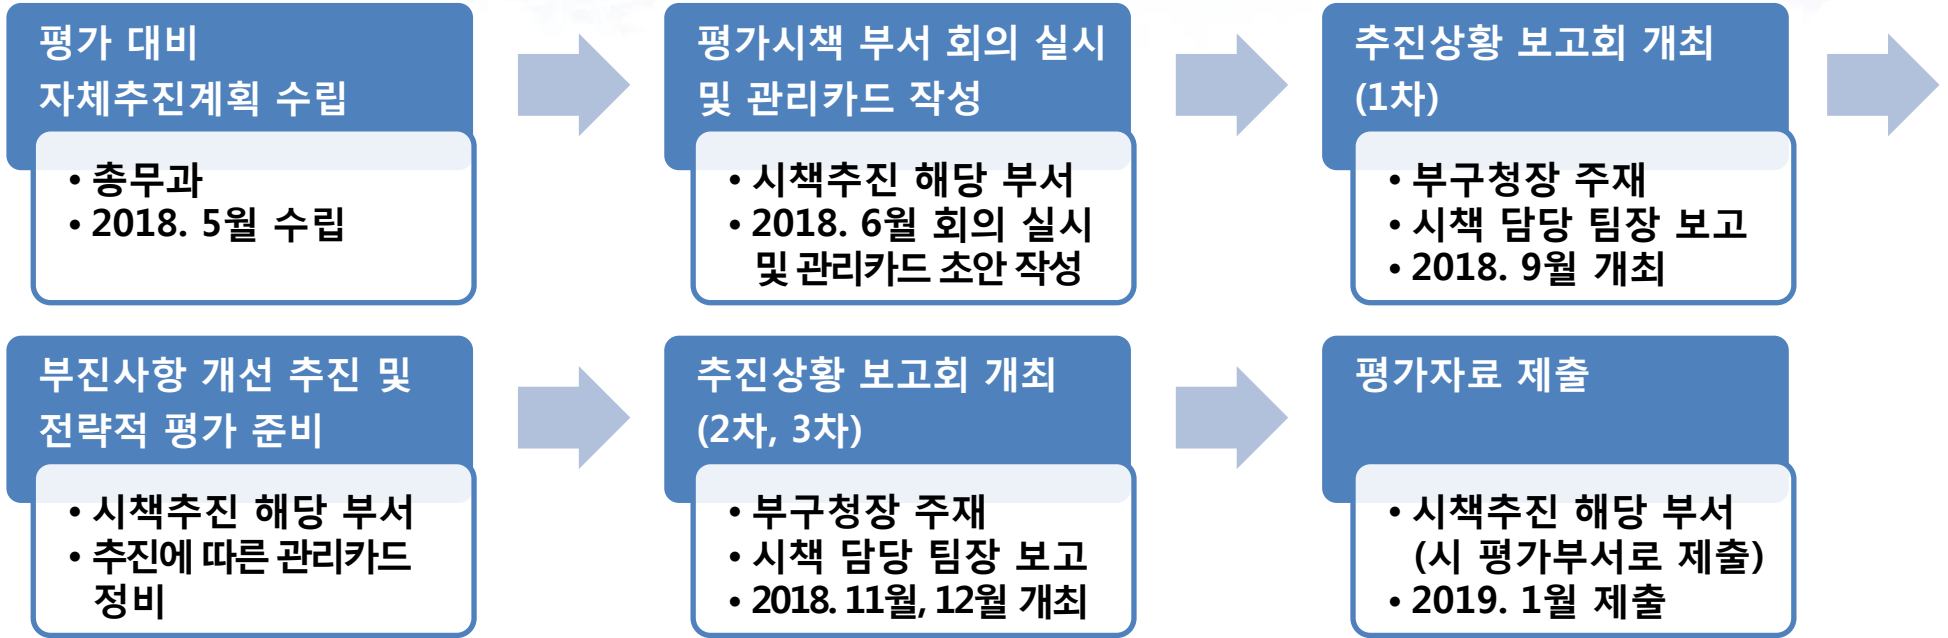 평가 대비
자체추진계획 수립
• 총무과
• 2018. 5월 수립
평가시책 부서 회의 실시
및 관리카드 작성
• 시책추진 해당 부서
• 2018. 6월 회의 실시
및 관리카드 초안 작성
추진상황 보고회 개최
(1차)
• 부구청장 주재
• 시책 담당 팀장 보고
• 2018. 9월 개최
부진사항 개선 추진 및
전략적 평가 준비
• 시책추진 해당 부서
• 추진에 따른 관리카드
정비
추진상황 보고회 개최
(2차, 3차)
• 부구청장 주재
• 시책 담당 팀장 보고
• 2018. 11월, 12월 개최
평가자료 제출
• 시책추진 해당 부서
(시 평가부서로 제출)
• 2019. 1월 제출